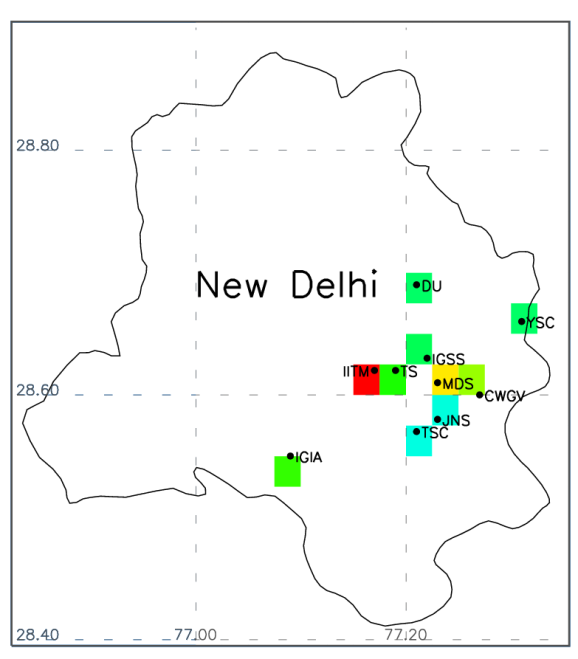 28.80
New Delhi
DU
YSC
IGSS
IITM
TS
MDS
28.60
CWGV
JNS
TSC
IGIA
28.40
77.00
77.20